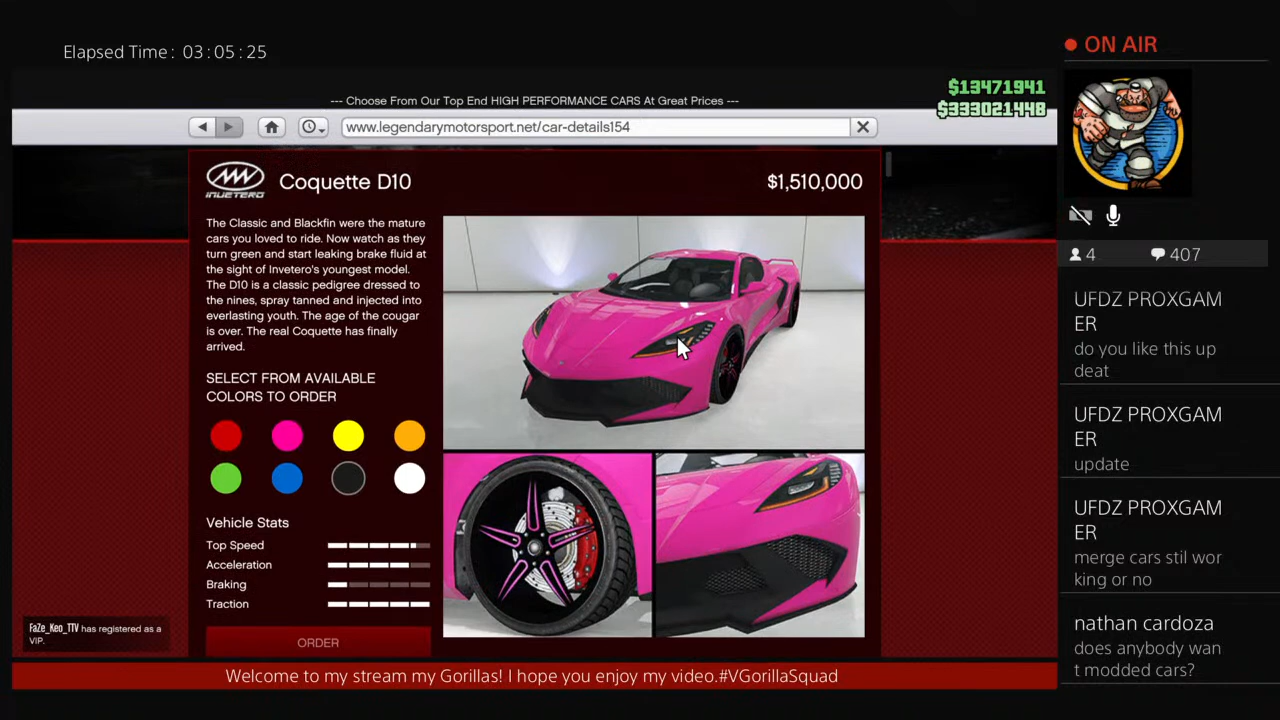 Elapsed Time: 03:05:25
ON AIR
--- Choose From Our Top End HIGH PERFORMANCE CARS At Great Prices ---
$13471941
$333021448
www.legendarymotorsport.net/car-details154
INVETERO
Coquette D10
$1,510,000
The Classic and Blackfin were the mature
cars you loved to ride. Now watch as they
turn green and start leaking brake fluid at
the sight of Invetero's youngest model.
The D10 is a classic pedigree dressed to
the nines, spray tanned and injected into
everlasting youth. The age of the cougar
is over. The real Coquette has finally
arrived.
SELECT FROM AVAILABLE
COLORS TO ORDER
Vehicle Stats
Top Speed
Acceleration
Braking
Traction
ORDER
FaZe_Keo_TTV has registered as a
VIP.
Welcome to my stream my Gorillas! I hope you enjoy my video.#VGorillaSquad
4
407
UFDZ PROXGAM
ER
do you like this up
deat
UFDZ PROXGAM
ER
update
UFDZ PROXGAM
ER
merge cars stil wor
king or no
nathan cardoza
does anybody wan
t modded cars?